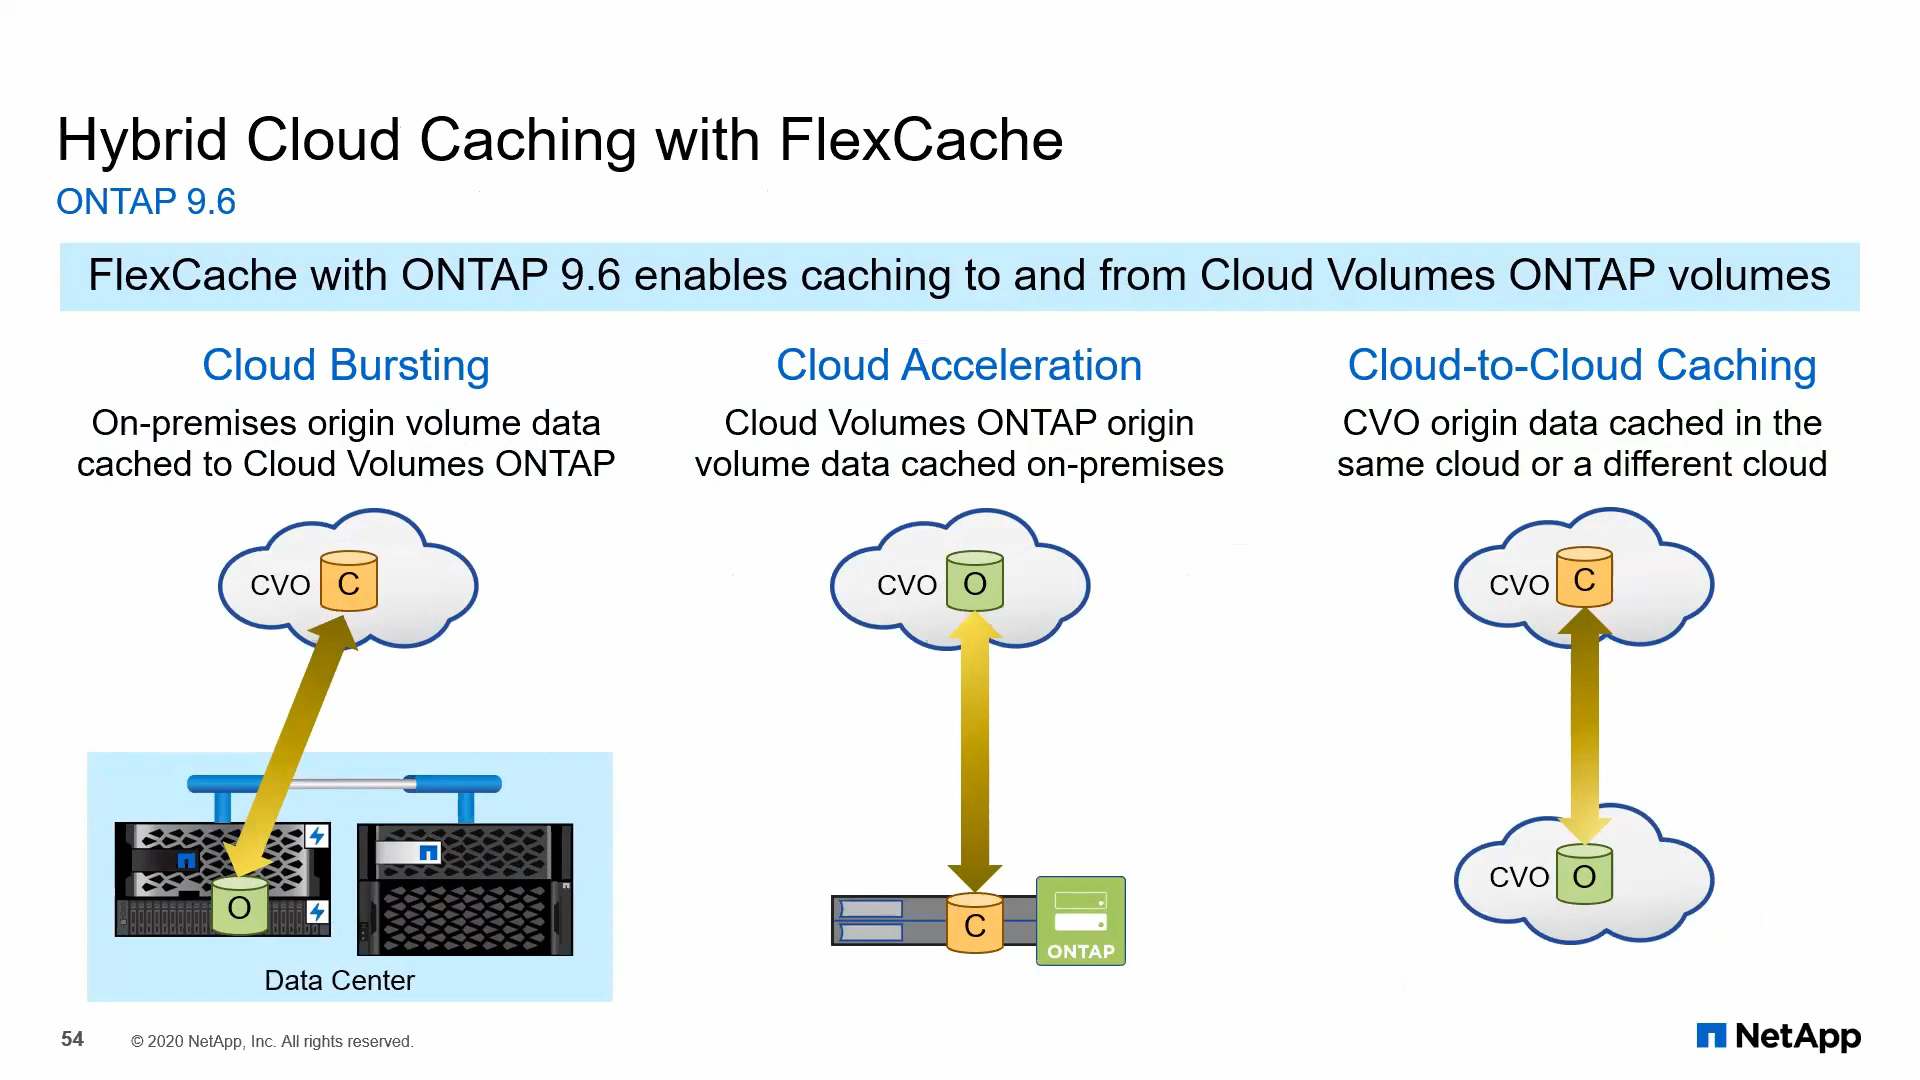 Hybrid Cloud Caching with FlexCache
ONTAP 9.6
FlexCache with ONTAP 9.6 enables caching to and from Cloud Volumes ONTAP volumes
Cloud Bursting
On-premises origin volume data
cached to Cloud Volumes ONTAP
CVO C
O
Data Center
Cloud Acceleration
Cloud Volumes ONTAP origin
volume data cached on-premises
CVO O
C
ONTAP
Cloud-to-Cloud Caching
CVO origin data cached in the
same cloud or a different cloud
CVO C
CVO O
54
© 2020 NetApp, Inc. All rights reserved.
NetApp